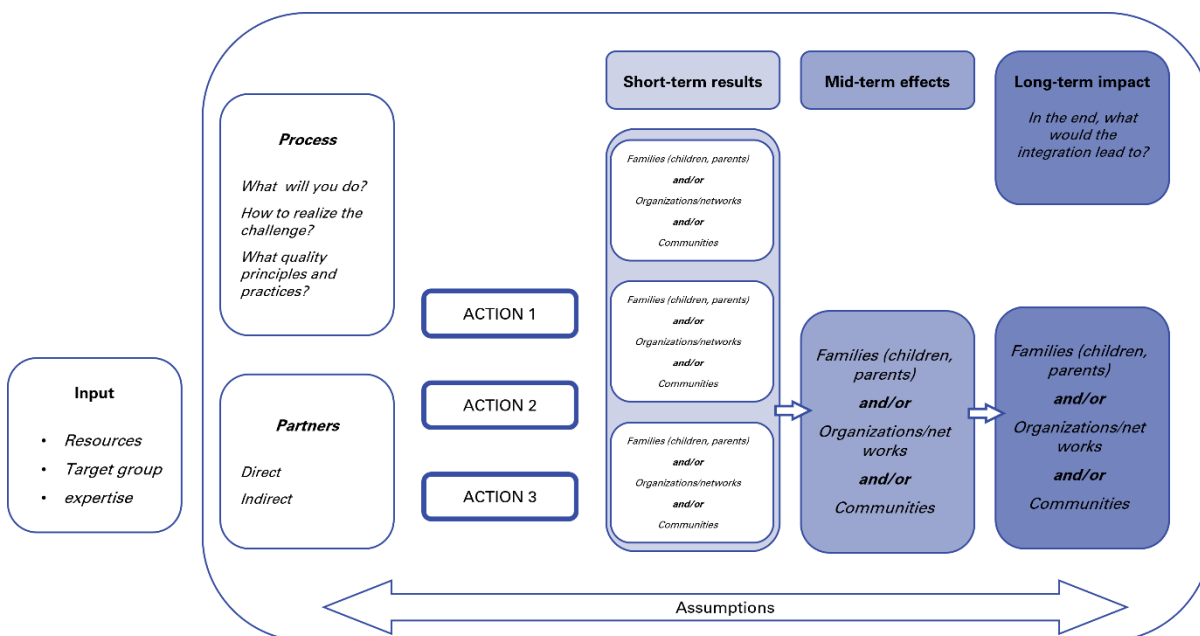 Input
• Resources
• Target group
• expertise
Process
What will you do?
How to realize the
challenge?
What quality
principles and
practices?
Partners
Direct
Indirect
ACTION 1
ACTION 2
ACTION 3
Short-term results
Families (children, parents)
and/or
Organizations/networks
and/or
Communities
Families (children, parents)
and/or
Organizations/networks
and/or
Communities
Families (children, parents)
and/or
Organizations/networks
and/or
Communities
Mid-term effects
Families (children,
parents)
and/or
Organizations/net
works
and/or
Communities
Long-term impact
In the end, what
would the
integration lead to?
Families (children,
parents)
and/or
Organizations/net
works
and/or
Communities
Assumptions